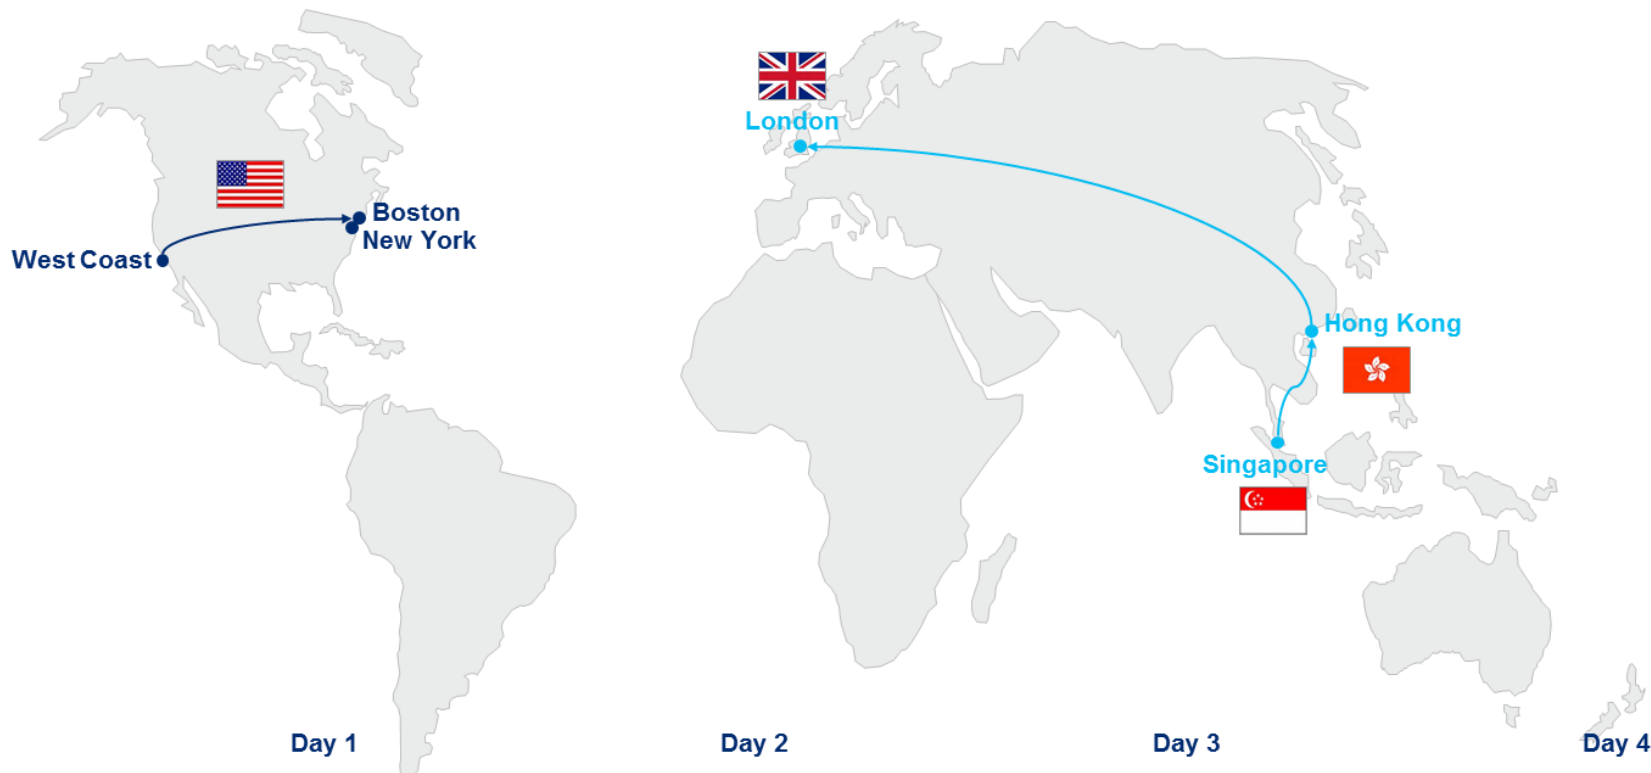 London
Boston
New York
West Coast
Hong Kong
Singapore
Day 1
Day 2
Day 3
Day 4